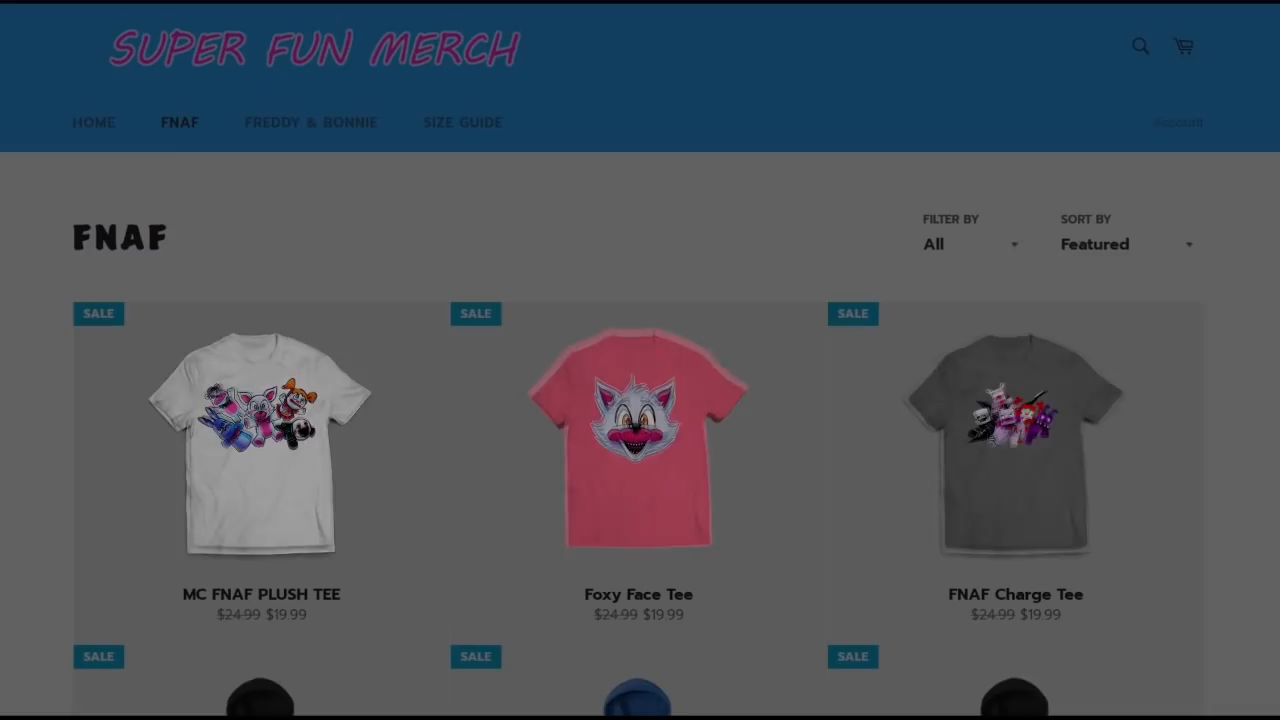 SUPER FUN MERCH
HOME FNAF FREDDY & BONNIE SIZE GUIDE Account
FNAF
FILTER BY SORT BY
All Featured
SALE SALE SALE
MC FNAF PLUSH TEE Foxy Face Tee FNAF Charge Tee
$24.99 $19.99 $24.99 $19.99 $24.99 $19.99
SALE SALE SALE